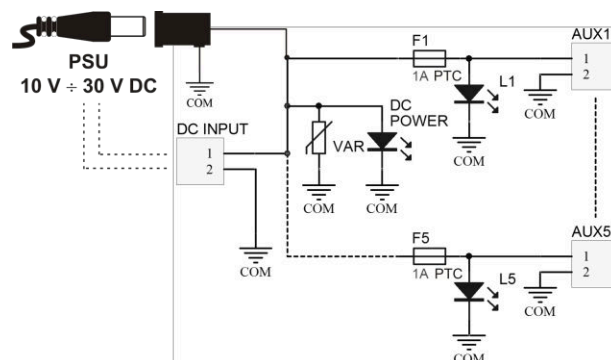 PSU
10 V ÷ 30 V DC
COM
DC INPUT
1
2
COM
VAR
COM
DC
POWER
COM
F1
1A PTC
L1
COM
AUX1
1
2
COM
F5
1A PTC
L5
COM
AUX5
1
2
COM